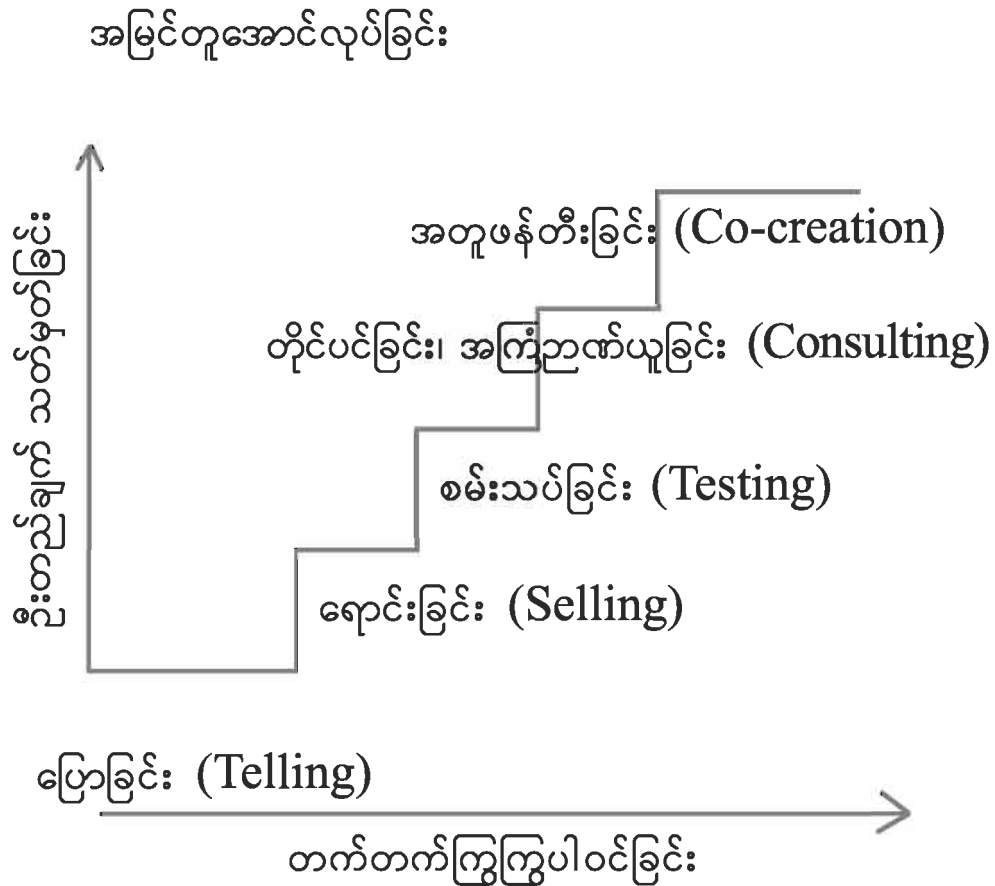 အမြင်တူအောင်လုပ်ခြင်း
ဦးတည်ချက် သတ်မှတ်ခြင်း
အတူဖန်တီးခြင်း (Co-creation)
တိုင်ပင်ခြင်း၊ အကြံဉာဏ်ယူခြင်း (Consulting)
စမ်းသပ်ခြင်း (Testing)
ရောင်းခြင်း (Selling)
ပြောခြင်း (Telling)
တက်တက်ကြွကြွပါဝင်ခြင်း